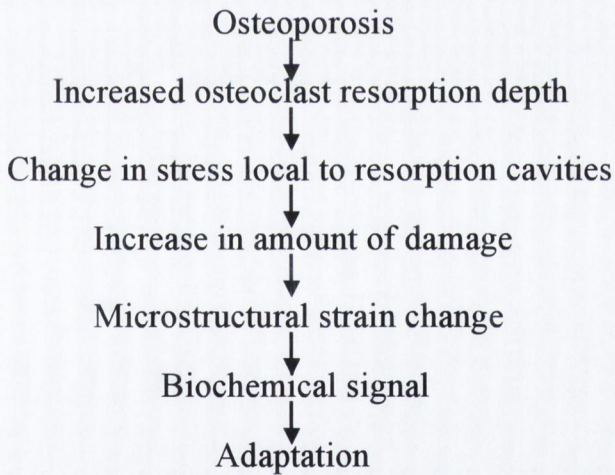 Osteoporosis
Increased osteoclast resorption depth
Change in stress local to resorption cavities
Increase in amount of damage
Microstructural strain change
Biochemical signal
Adaptation